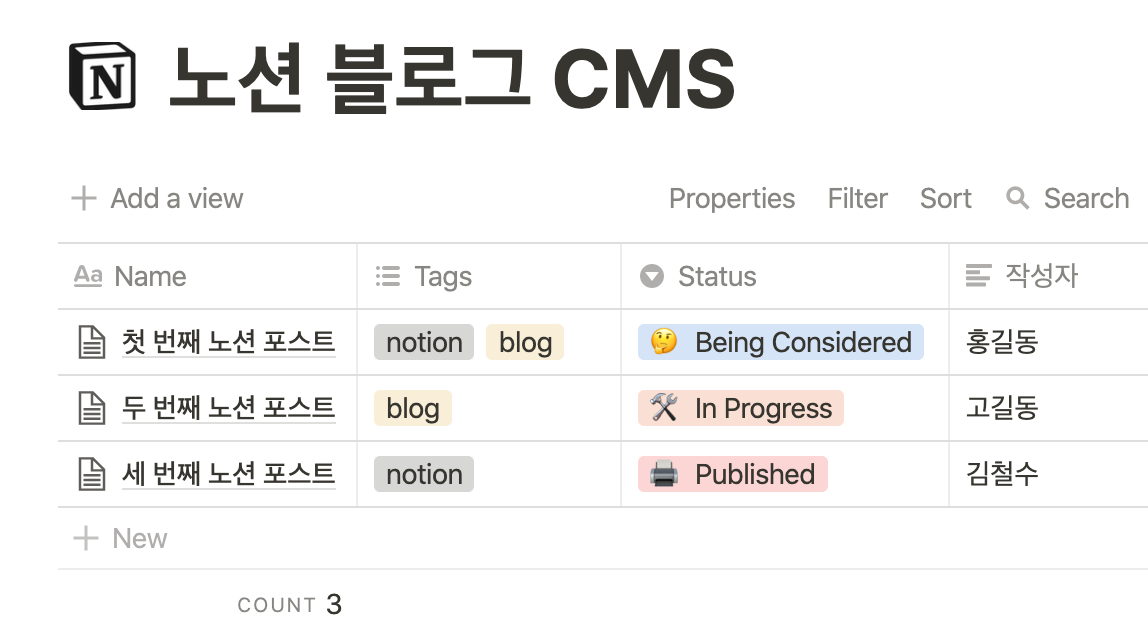 노션 블로그 CMS
Add a view Properties Filter Sort Search
Aa Name Tags Status 작성자
첫 번째 노션 포스트 notion blog 🤔 Being Considered 홍길동
두 번째 노션 포스트 blog 🛠 In Progress 고길동
세 번째 노션 포스트 notion 🖨 Published 김철수
+ New
COUNT 3